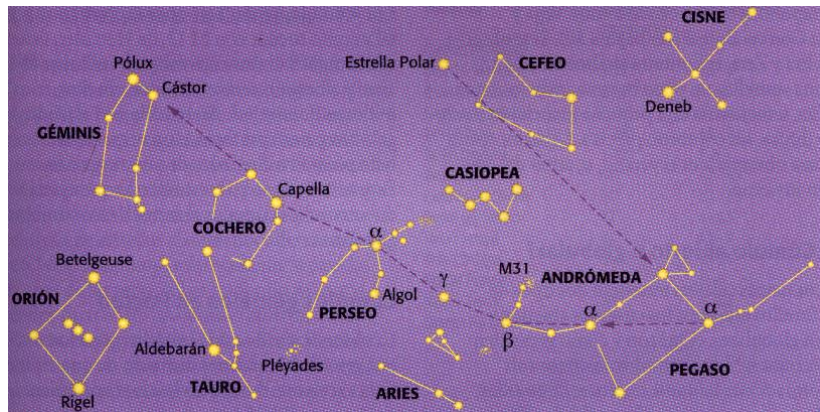 CISNE
Pólux
Estrella Polar
CEFEO
Cástor
Deneb
GÉMINIS
CASIOPEA
Capella
COCHERO
α
Betelgeuse
M31
ANDRÓMEDA
ORIÓN
Algol
γ
PERSEO
α
α
β
Aldebarán
Pléyades
PEGASO
TAURO
ARIES
Rigel